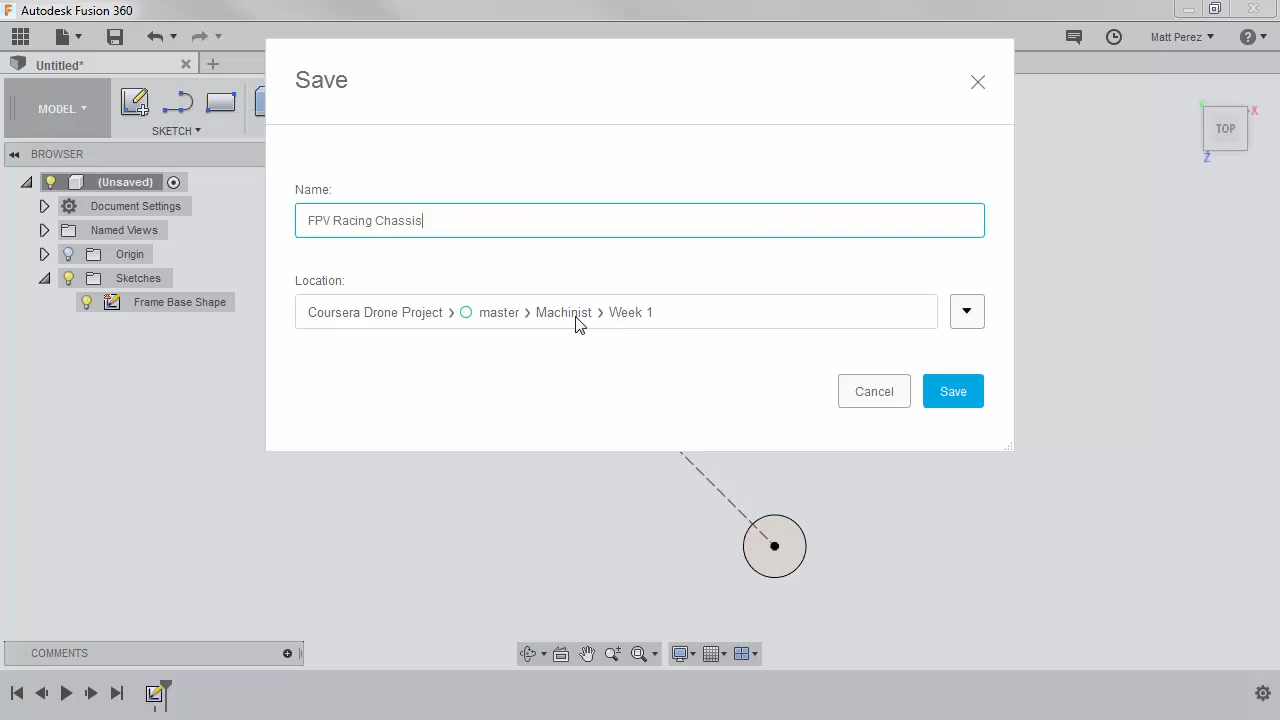 Autodesk Fusion 360
Matt Perez
Untitled*
MODEL
SKETCH
BROWSER
(Unsaved)
Document Settings
Named Views
Origin
Sketches
Frame Base Shape
Save
Name:
FPV Racing Chassis
Location:
Coursera Drone Project > master > Machinist > Week 1
Cancel
Save
TOP
X
Z
COMMENTS